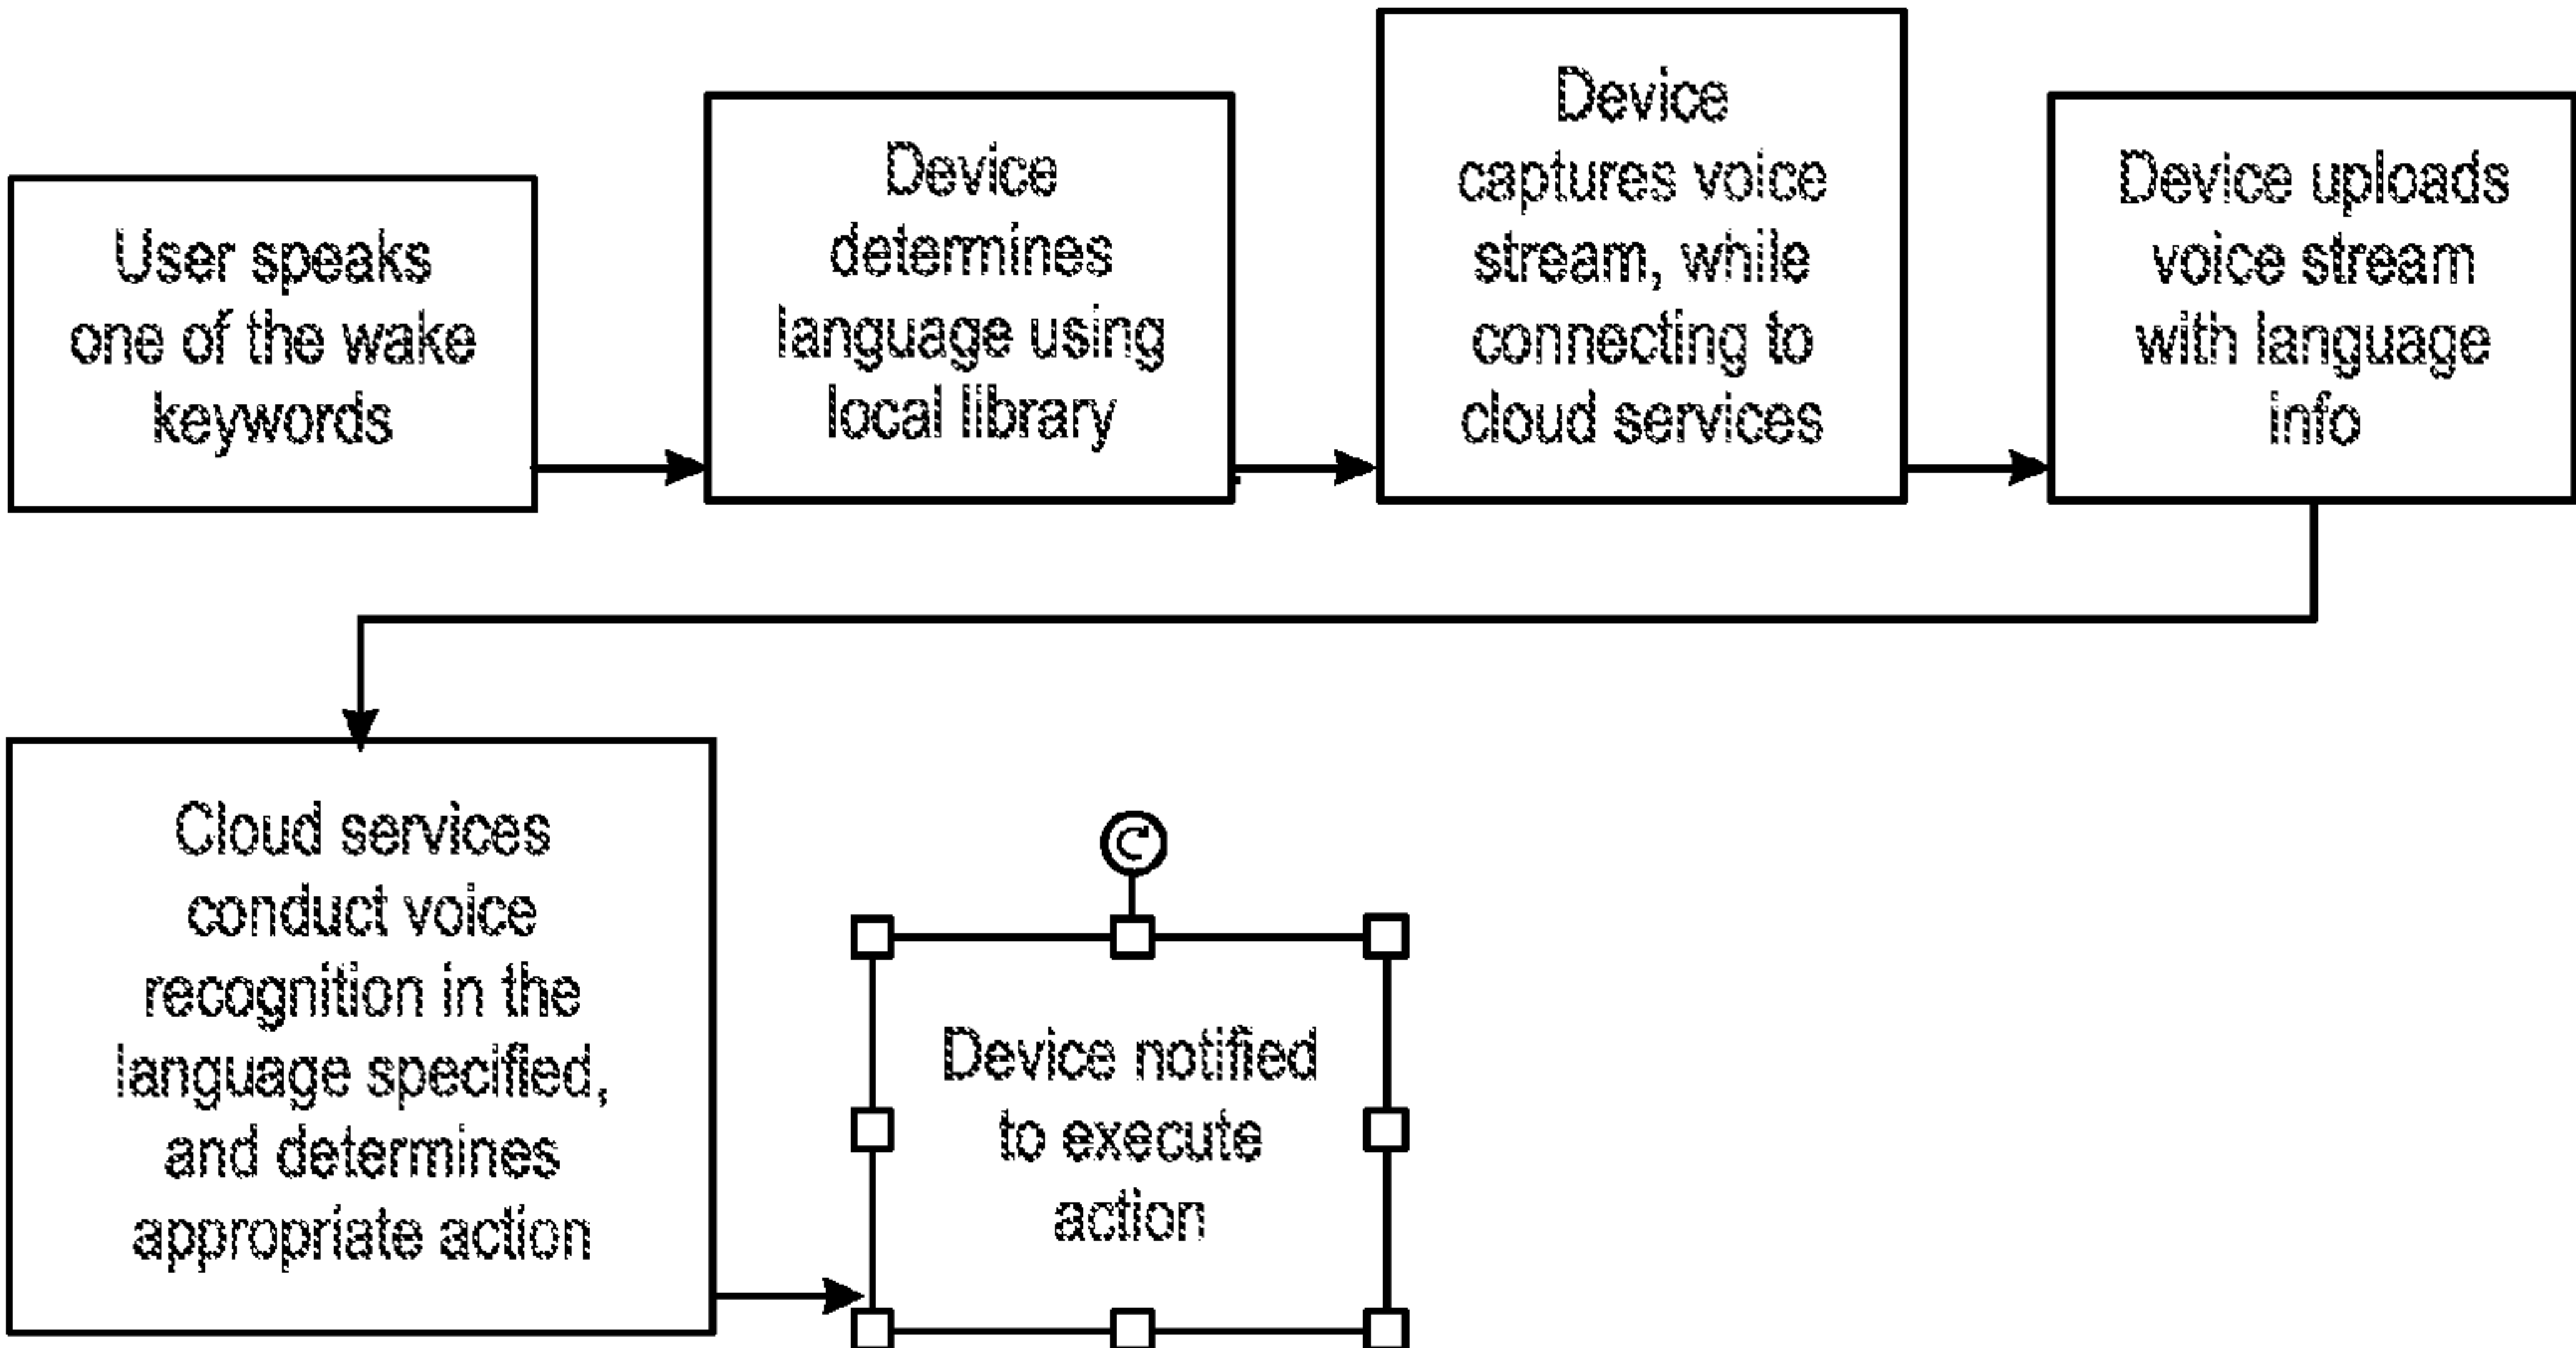 User speaks
one of the wake
keywords
Device
determines
language using
local library
Device
captures voice
stream, while
connecting to
cloud services
Device uploads
voice stream
with language
info
Cloud services
conduct voice
recognition in the
language specified,
and determines
appropriate action
Device notified
to execute
action